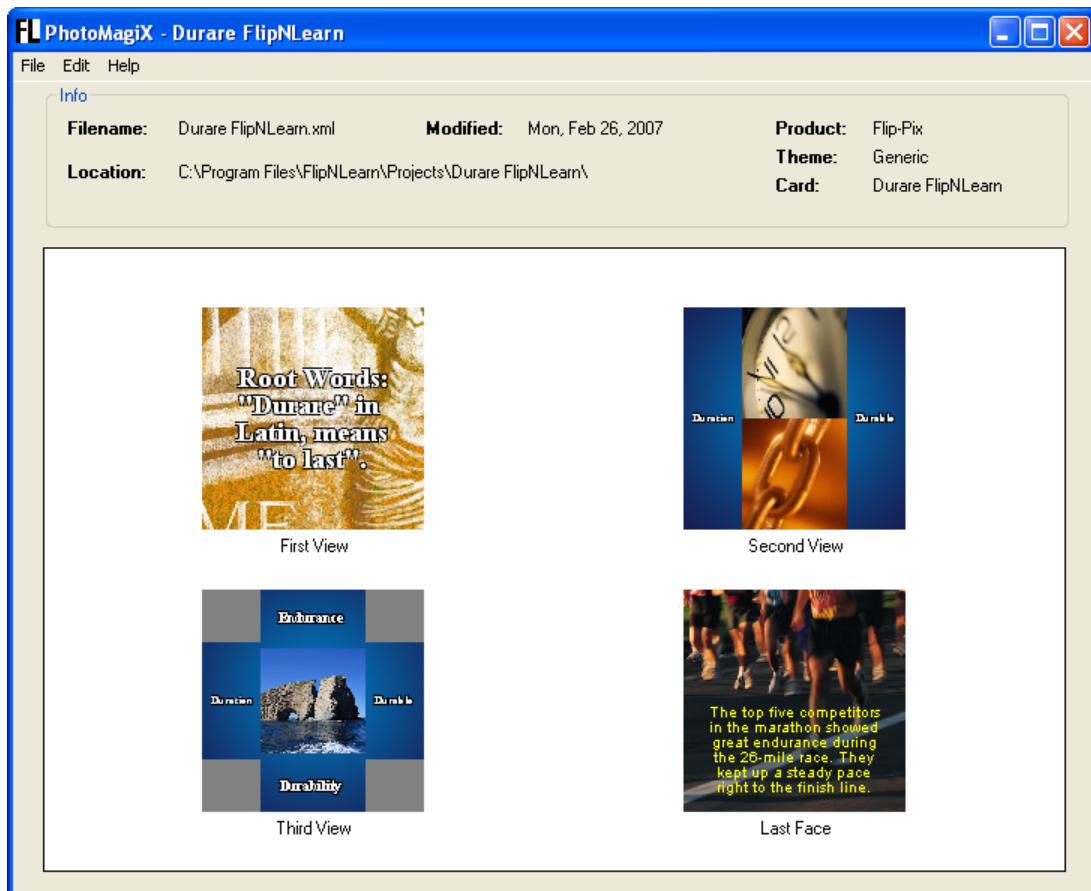 FL PhotoMagiX - Durare FlipNLearn
File Edit Help
Info
Filename: Durare FlipNLearn.xml Modified: Mon, Feb 26, 2007 Product: Flip-Pix
Theme: Generic
Location: C:\Program Files\FlipNLearn\Projects\Durare FlipNLearn\
Card: Durare FlipNLearn
Root Words:
"Durare" in
Latin, means
"to last".
ME
First View
Duration Durable
Second View
Endurance
Duration Durable
Durability
Third View
The top five competitors
in the marathon showed
great endurance during
the 26-mile race. They
kept up a steady pace
right to the finish line.
Last Face